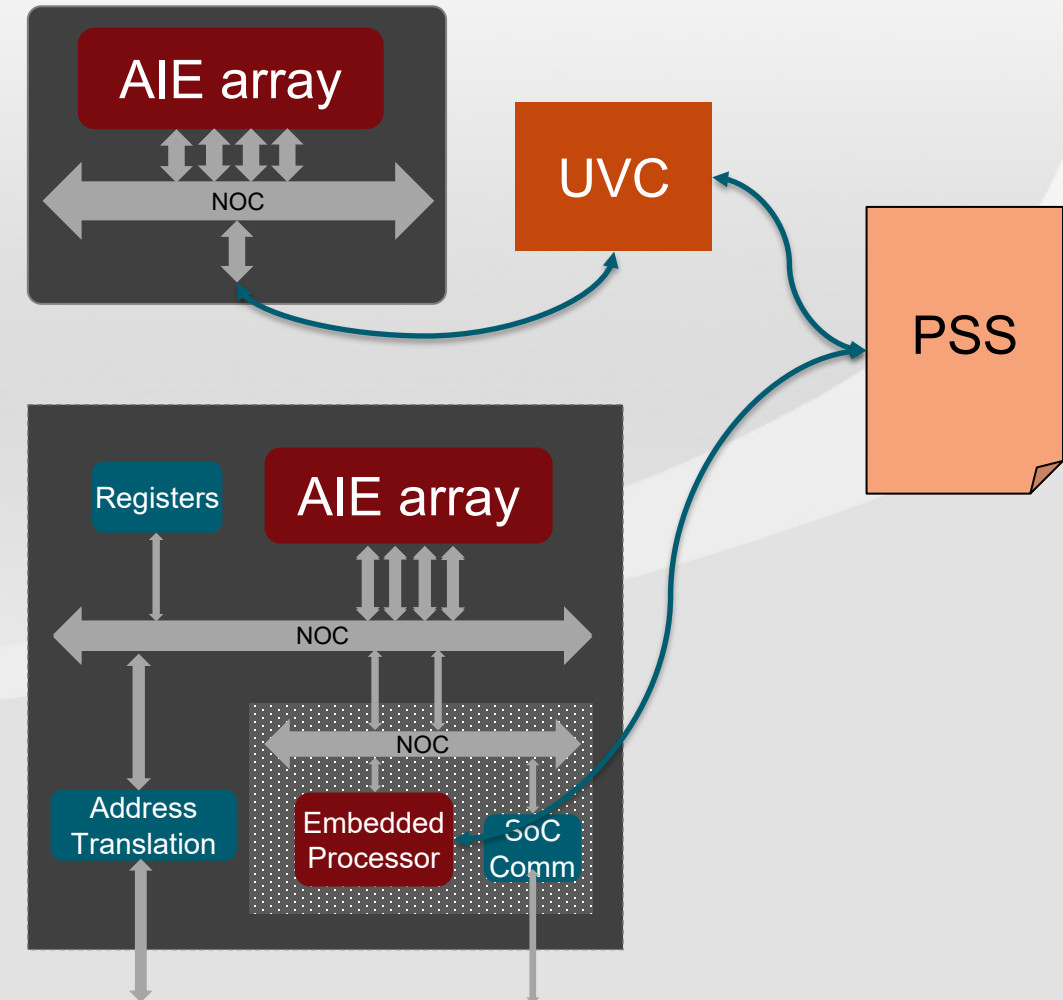 AIE array
NOC
UVC
PSS
Registers
AIE array
NOC
NOC
Address
Translation
Embedded
Processor
SoC
Comm